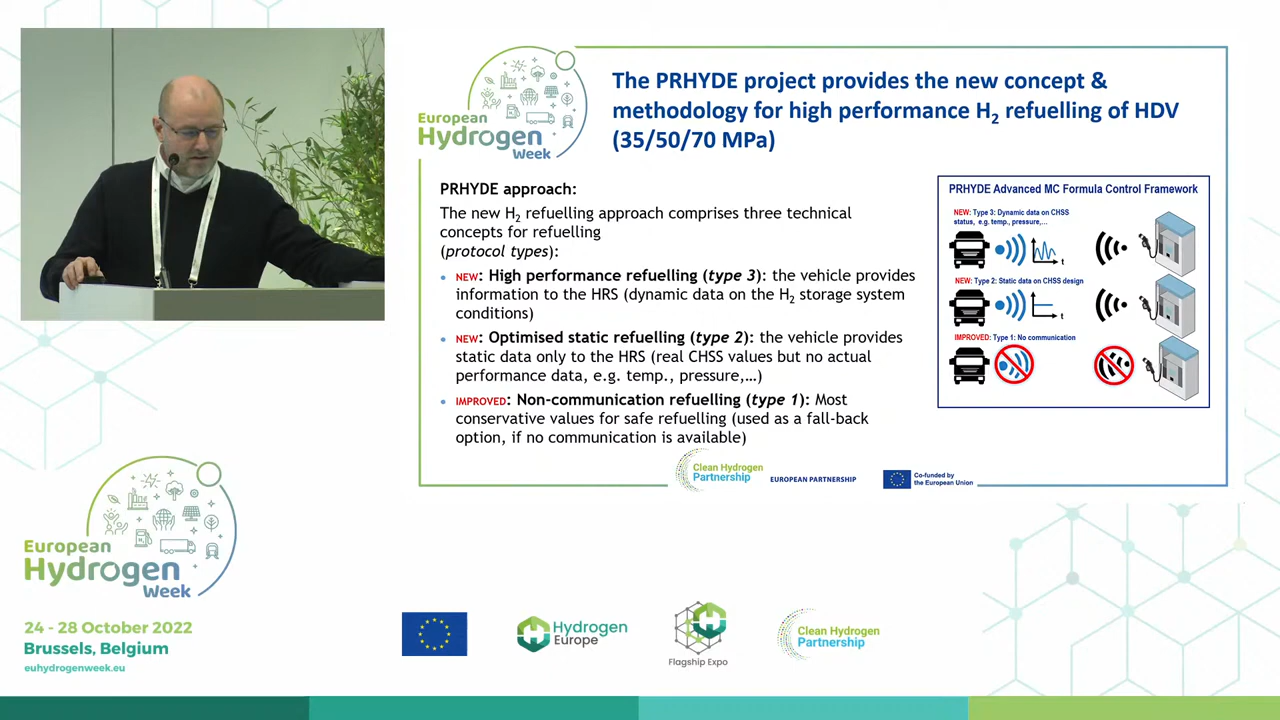 The PRHYDE project provides the new concept &
methodology for high performance H₂ refuelling of HDV
(35/50/70 MPa)
European
Hydrogen
Week
PRHYDE approach:
The new H₂ refuelling approach comprises three technical
concepts for refuelling
(protocol types):
• NEW: High performance refuelling (type 3): the vehicle provides
information to the HRS (dynamic data on the H₂ storage system
conditions)
• NEW: Optimised static refuelling (type 2): the vehicle provides
static data only to the HRS (real CHSS values but no actual
performance data, e.g. temp., pressure,…)
• IMPROVED: Non-communication refuelling (type 1): Most
conservative values for safe refuelling (used as a fall-back
option, if no communication is available)
PRHYDE Advanced MC Formula Control Framework
NEW: Type 3: Dynamic data on CHSS
status, e.g. temp., pressure,…
t
NEW: Type 2: Static data on CHSS design
t
IMPROVED: Type 1: No communication
Clean Hydrogen
Partnership
EUROPEAN PARTNERSHIP
Co-funded by
the European Union
European
Hydrogen
Week
24 - 28 October 2022
Brussels, Belgium
euhydrogenweek.eu
Hydrogen
Europe
Flagship Expo
Clean Hydrogen
Partnership